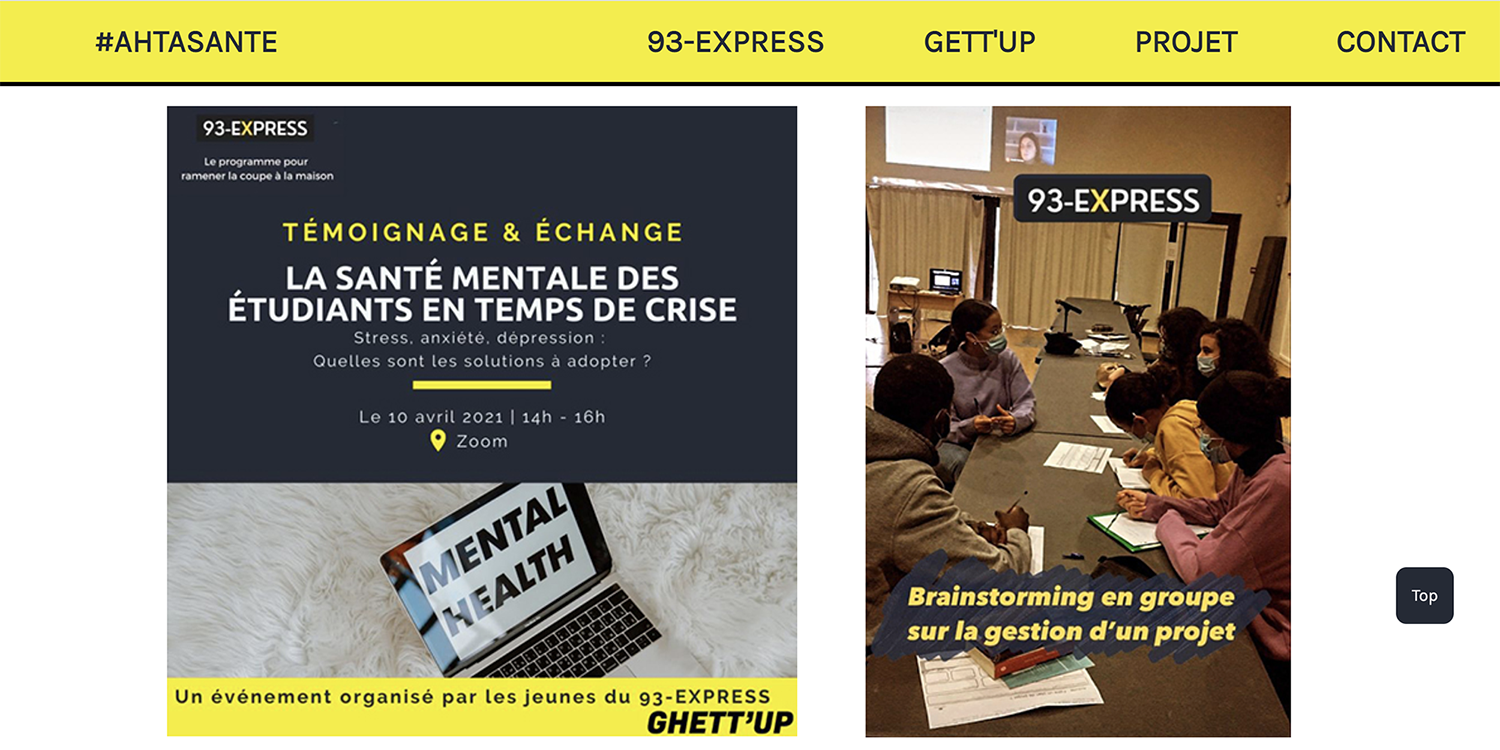 #AHTASANTE
93-EXPRESS
GETT'UP
PROJET
CONTACT
93-EXPRESS
Le programme pour
ramener la coupe à la maison
TÉMOIGNAGE & ÉCHANGE
LA SANTÉ MENTALE DES
ÉTUDIANTS EN TEMPS DE CRISE
Stress, anxiété, dépression :
Quelles sont les solutions à adopter ?
Le 10 avril 2021 | 14h - 16h
Zoom
MENTAL
HEALTH
Un événement organisé par les jeunes du 93-EXPRESS
GHETT'UP
93-EXPRESS
Brainstorming en groupe
sur la gestion d'un projet
Top